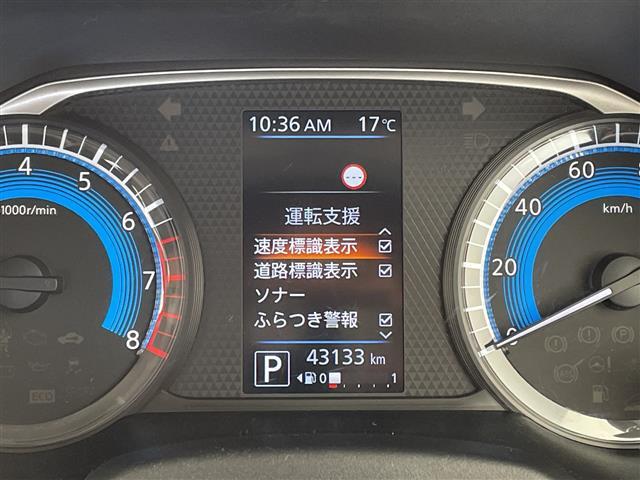 10:36 AM 17℃
---
運転支援
速度標識表示
道路標識表示
ソナー
ふらつき警報
P 43133 km
0 1
4
5
6
7
8
1000r/min
ECO
0
20
40
60
km/h